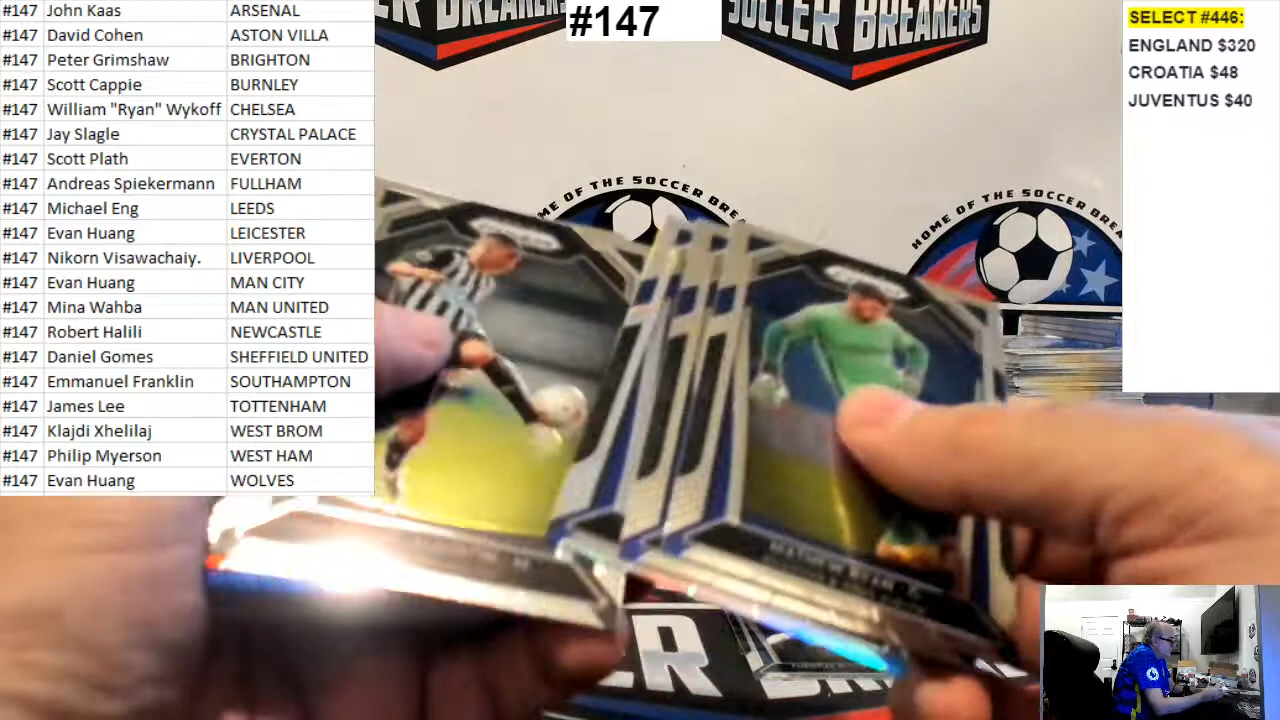 #147 John Kaas ARSENAL
#147 David Cohen ASTON VILLA
#147 Peter Grimshaw BRIGHTON
#147 Scott Cappie BURNLEY
#147 William "Ryan" Wykoff CHELSEA
#147 Jay Slagle CRYSTAL PALACE
#147 Scott Plath EVERTON
#147 Andreas Spiekermann FULLHAM
#147 Michael Eng LEEDS
#147 Evan Huang LEICESTER
#147 Nikorn Visawachaiy. LIVERPOOL
#147 Evan Huang MAN CITY
#147 Mina Wahba MAN UNITED
#147 Robert Halili NEWCASTLE
#147 Daniel Gomes SHEFFIELD UNITED
#147 Emmanuel Franklin SOUTHAMPTON
#147 James Lee TOTTENHAM
#147 Klajdi Xhelilaj WEST BROM
#147 Philip Myerson WEST HAM
#147 Evan Huang WOLVES
#147
SOCCER BREAKERS
SELECT #446:
ENGLAND $320
CROATIA $48
JUVENTUS $40
HOME OF THE SOCCER BREA
MATHEW RYAN